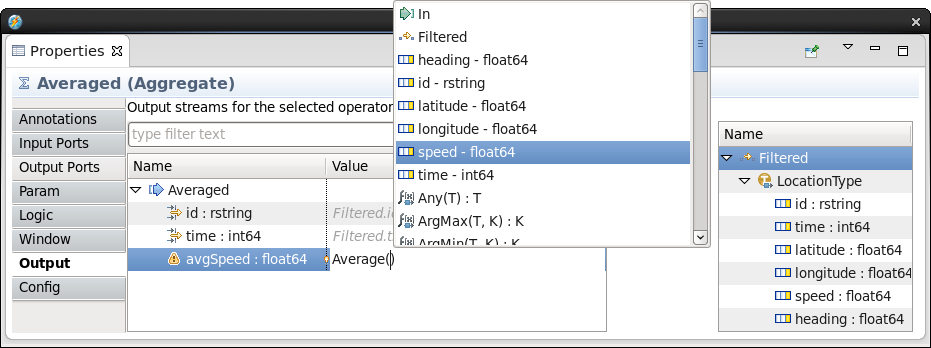 In
Filtered
heading - float64
id - rstring
latitude - float64
longitude - float64
speed - float64
time - int64
Any(T) : T
ArgMax(T, K) : K
ArgMin(T, K) : K
Properties
Averaged (Aggregate)
Annotations
Input Ports
Output Ports
Param
Logic
Window
Output
Config
Output streams for the selected operator
type filter text
Name Value
Averaged
id : rstring Filtered.i
time : int64 Filtered.t
avgSpeed : float64 Average()
Name
Filtered
LocationType
id : rstring
time : int64
latitude : float64
longitude : float64
speed : float64
heading : float64